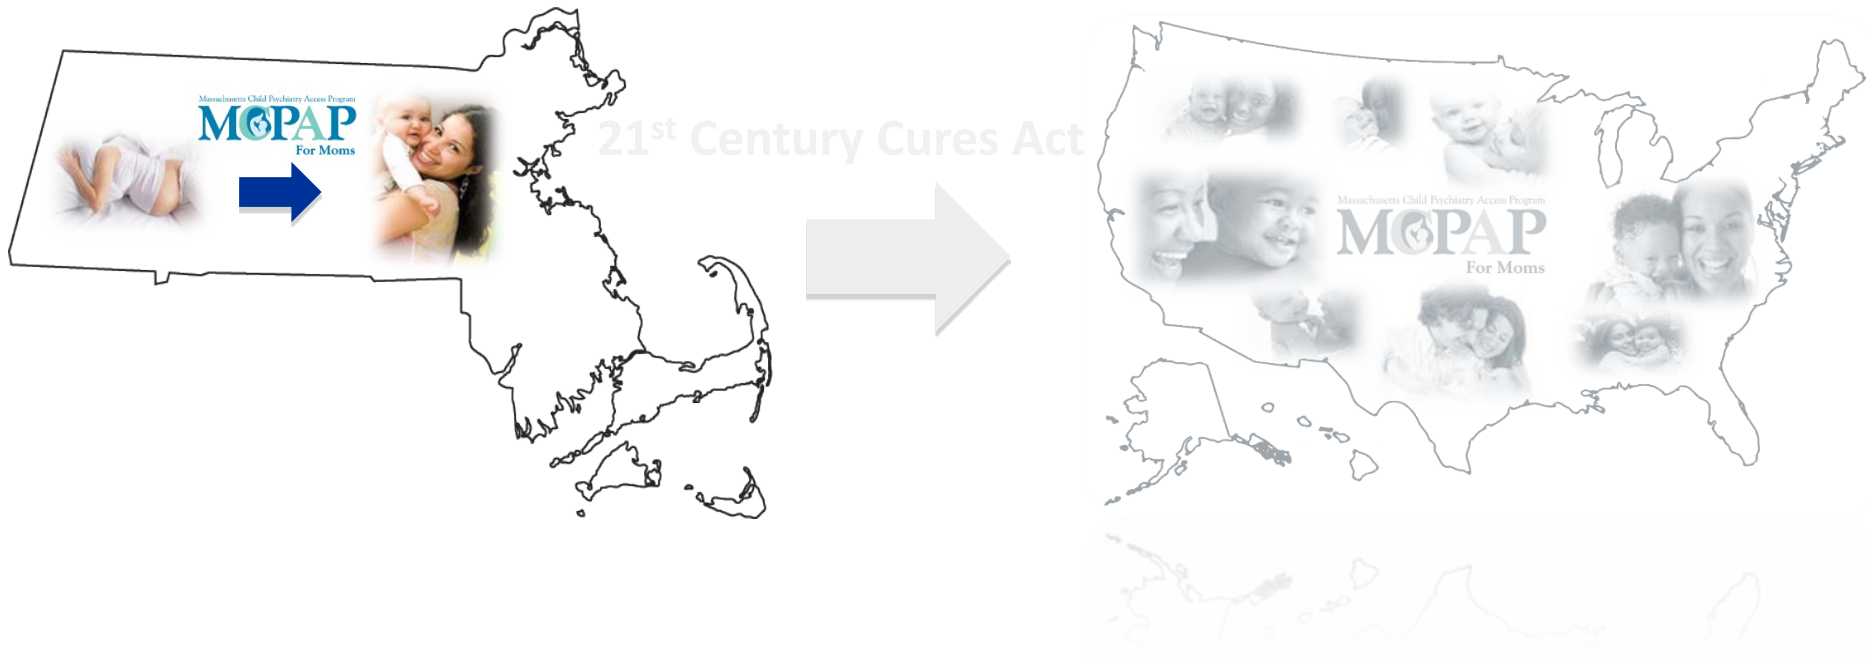 Massachusetts Child Psychiatry Access Program
MCPAP
For Moms
21st Century Cures Act
Massachusetts Child Psychiatry Access Program
MCPAP
For Moms